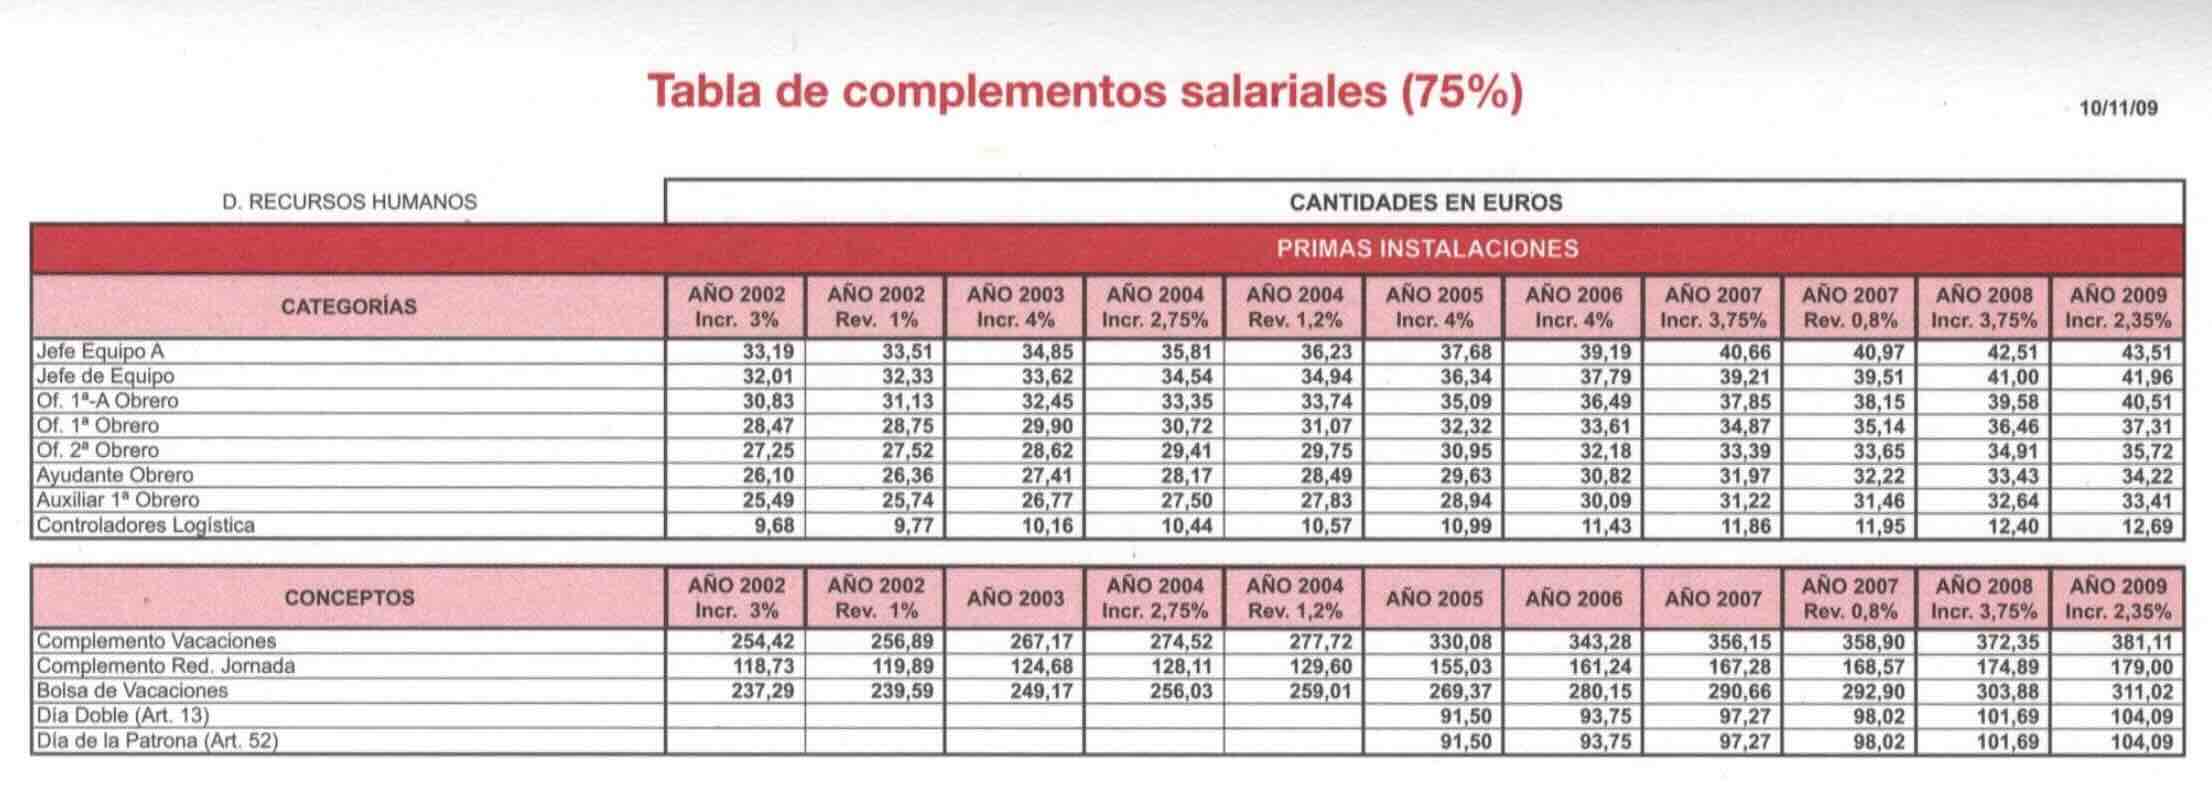 Tabla de complementos salariales (75%)
10/11/09
D. RECURSOS HUMANOS CANTIDADES EN EUROS
PRIMAS INSTALACIONES
CATEGORÍAS AÑO 2002 Incr. 3% AÑO 2002 Rev. 1% AÑO 2003 Incr. 4% AÑO 2004 Incr. 2,75% AÑO 2004 Rev. 1,2% AÑO 2005 Incr. 4% AÑO 2006 Incr. 4% AÑO 2007 Incr. 3,75% AÑO 2007 Rev. 0,8% AÑO 2008 Incr. 3,75% AÑO 2009 Incr. 2,35%
Jefe Equipo A 33,19 33,51 34,85 35,81 36,23 37,68 39,19 40,66 40,97 42,51 43,51
Jefe de Equipo 32,01 32,33 33,62 34,54 34,94 36,34 37,79 39,21 39,51 41,00 41,96
Of. 1ª-A Obrero 30,83 31,13 32,45 33,35 33,74 35,09 36,49 37,85 38,15 39,58 40,51
Of. 1ª Obrero 28,47 28,75 29,90 30,72 31,07 32,32 33,61 34,87 35,14 36,46 37,31
Of. 2ª Obrero 27,25 27,52 28,62 29,41 29,75 30,95 32,18 33,39 33,65 34,91 35,72
Ayudante Obrero 26,10 26,36 27,41 28,17 28,49 29,63 30,82 31,97 32,22 33,43 34,22
Auxiliar 1ª Obrero 25,49 25,74 26,77 27,50 27,83 28,94 30,09 31,22 31,46 32,64 33,41
Controladores Logística 9,68 9,77 10,16 10,44 10,57 10,99 11,43 11,86 11,95 12,40 12,69
CONCEPTOS AÑO 2002 Incr. 3% AÑO 2002 Rev. 1% AÑO 2003 AÑO 2004 Incr. 2,75% AÑO 2004 Rev. 1,2% AÑO 2005 AÑO 2006 AÑO 2007 AÑO 2007 Rev. 0,8% AÑO 2008 Incr. 3,75% AÑO 2009 Incr. 2,35%
Complemento Vacaciones 254,42 256,89 267,17 274,52 277,72 330,08 343,28 356,15 358,90 372,35 381,11
Complemento Red. Jornada 118,73 119,89 124,68 128,11 129,60 155,03 161,24 167,28 168,57 174,89 179,00
Bolsa de Vacaciones 237,29 239,59 249,17 256,03 259,01 269,37 280,15 290,66 292,90 303,88 311,02
Día Doble (Art. 13) 91,50 93,75 97,27 98,02 101,69 104,09
Día de la Patrona (Art. 52) 91,50 93,75 97,27 98,02 101,69 104,09